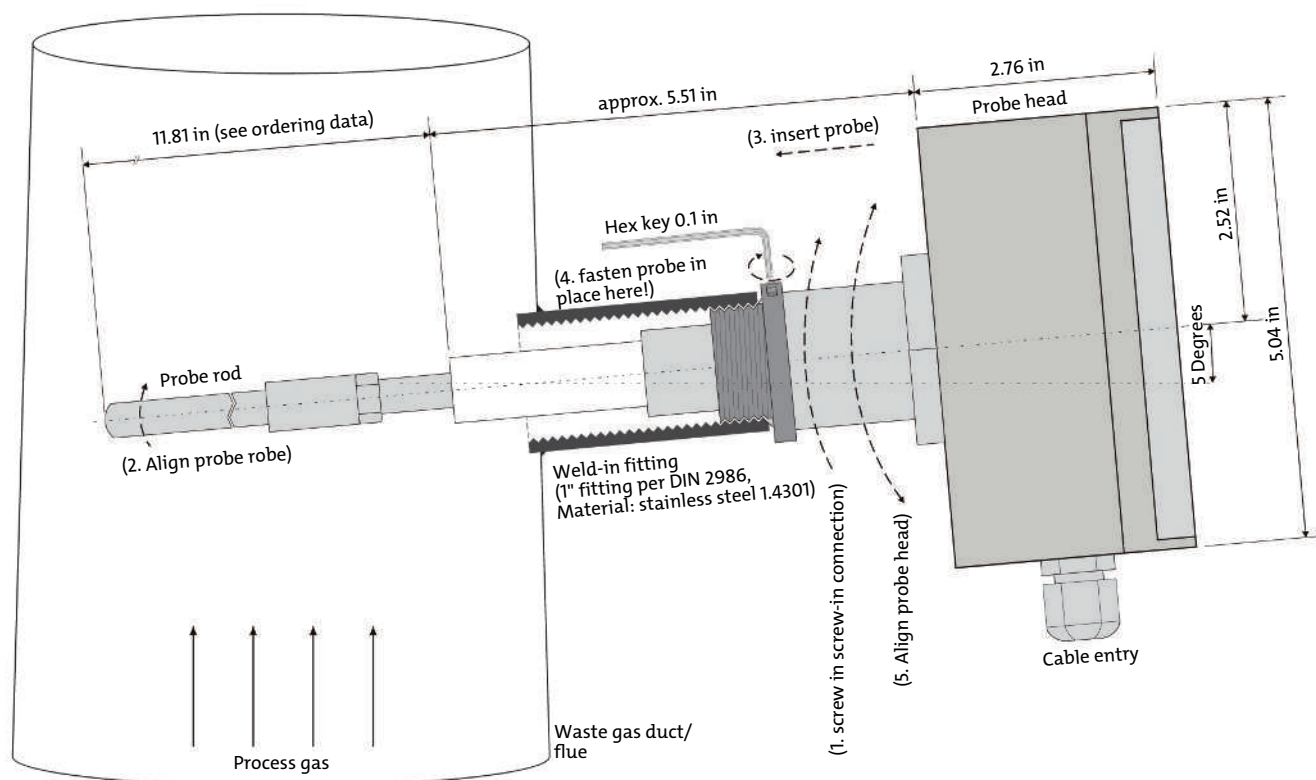 2.76 in
approx. 5.51 in
Probe head
11.81 in (see ordering data)
(3. insert probe)
2.52 in
Hex key 0.1 in
(4. fasten probe in
place here!)
5.04 in
5 Degrees
Probe rod
(2. Align probe robe)
Weld-in fitting
(1" fitting per DIN 2986,
Material: stainless steel 1.4301)
(1. screw in screw-in connection)
(5. Align probe head)
Cable entry
Waste gas duct/
flue
Process gas